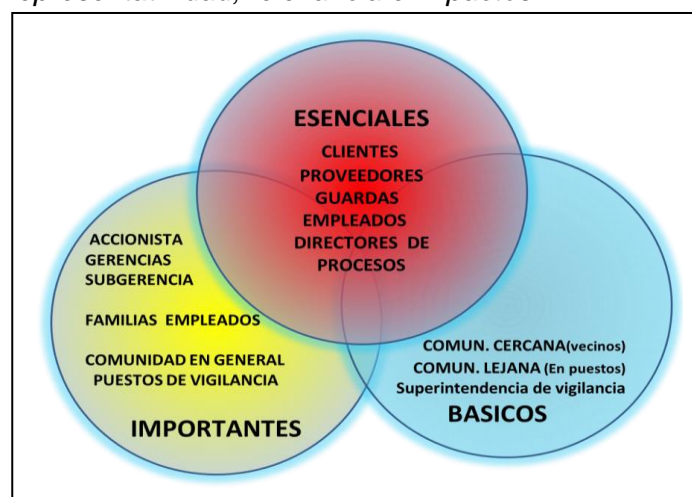 ESENCIALES
CLIENTES
PROVEEDORES
GUARDAS
EMPLEADOS
DIRECTORES DE
PROCESOS
ACCIONISTA
GERENCIAS
SUBGERENCIA
FAMILIAS EMPLEADOS
COMUNIDAD EN GENERAL
PUESTOS DE VIGILANCIA
IMPORTANTES
COMUN. CERCANA(vecinos)
COMUN. LEJANA (En puestos)
Superintendencia de vigilancia
BASICOS